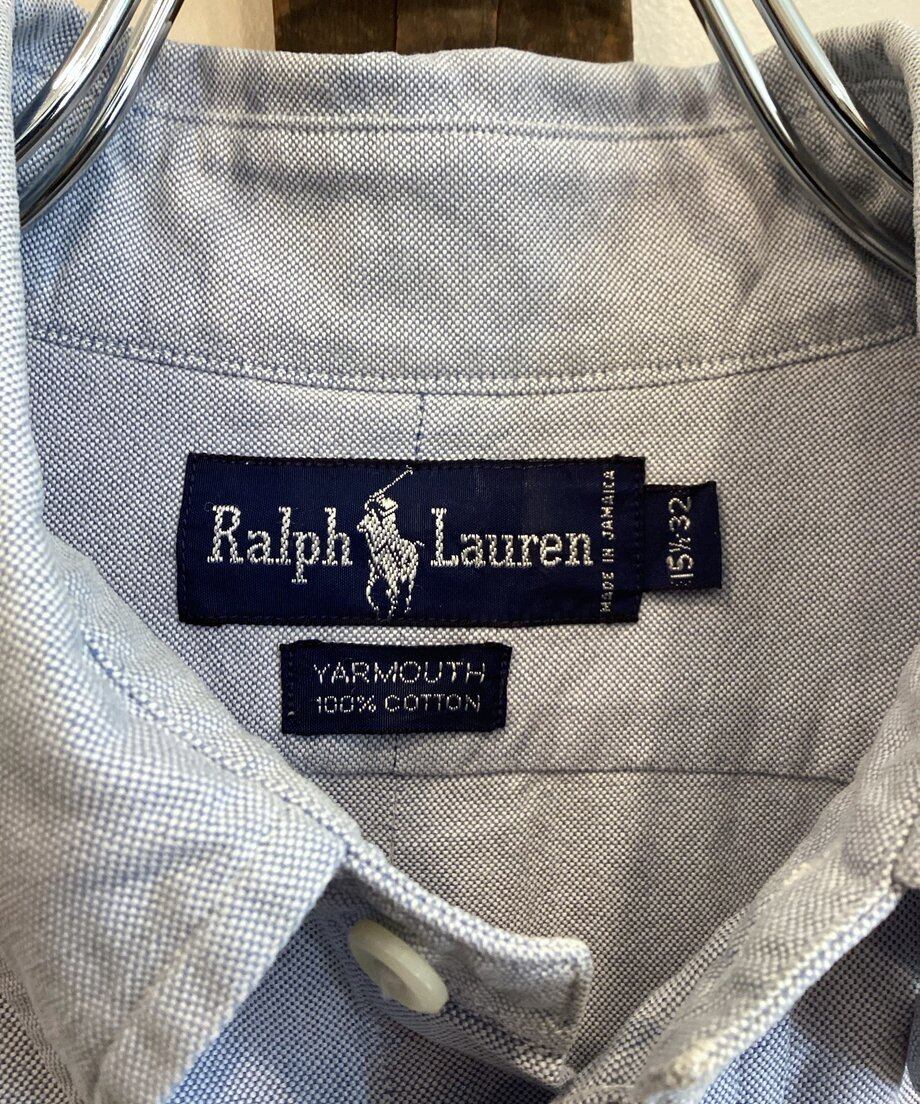 Ralph Lauren
MADE IN JAMAICA
15½-32
YARMOUTH
100% COTTON